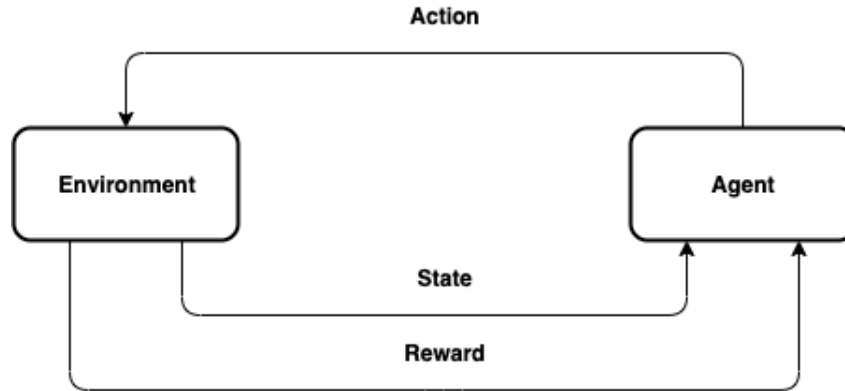 Action
Environment
Agent
State
Reward